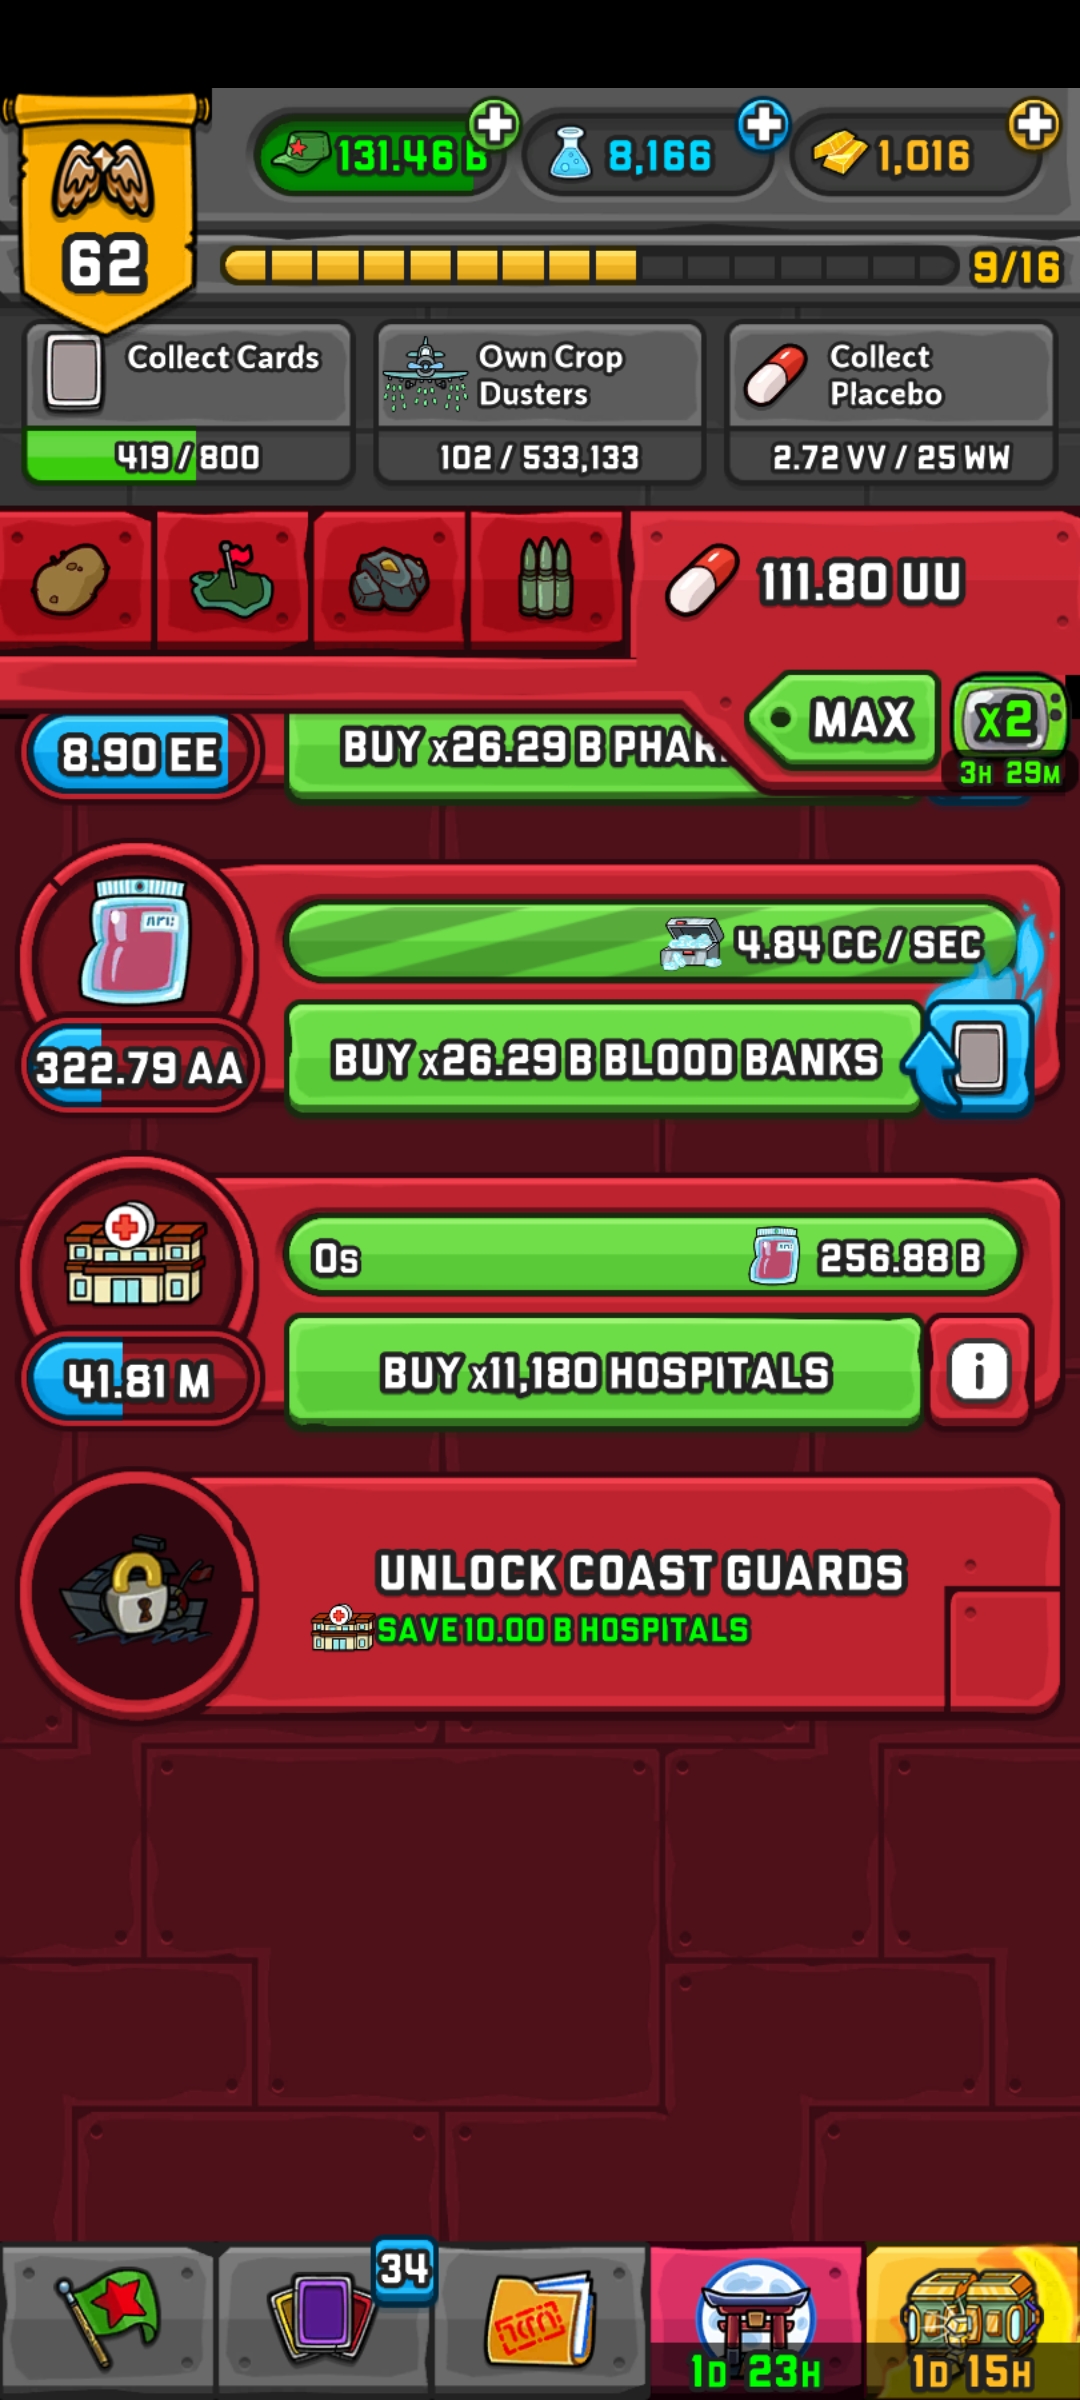 62
131.46 B
8,166
1,016
9/16
Collect Cards
419 / 800
Own Crop
Dusters
102 / 533,133
Collect
Placebo
2.72 VV / 25 WW
111.80 UU
MAX
x2
3H 29M
8.90 EE
BUY x26.29 B PHAR
4.84 CC / SEC
322.79 AA
BUY x26.29 B BLOOD BANKS
0s
256.88 B
41.81 M
BUY x11,180 HOSPITALS
i
UNLOCK COAST GUARDS
SAVE 10.00 B HOSPITALS
34
1D 23H
1D 15H